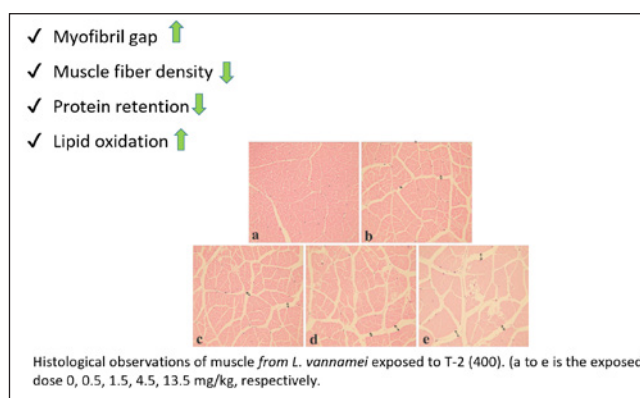 ✓ Myofibril gap ⬆
✓ Muscle fiber density ⬇
✓ Protein retention ⬇
✓ Lipid oxidation ⬆
a
b
c
d
e
Histological observations of muscle from L. vannamei exposed to T-2 (400). (a to e is the exposed
dose 0, 0.5, 1.5, 4.5, 13.5 mg/kg, respectively.